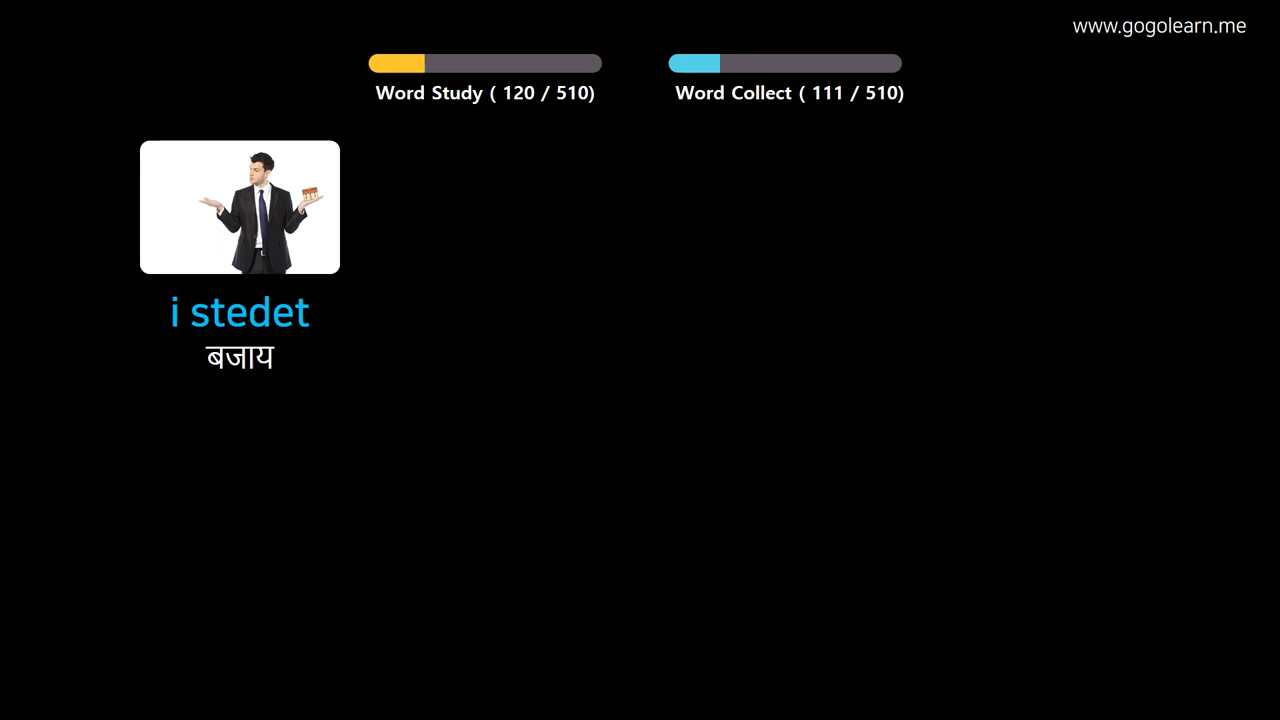 www.gogolearn.me
Word Study ( 120 / 510)
Word Collect ( 111 / 510)
i stedet
बजाय